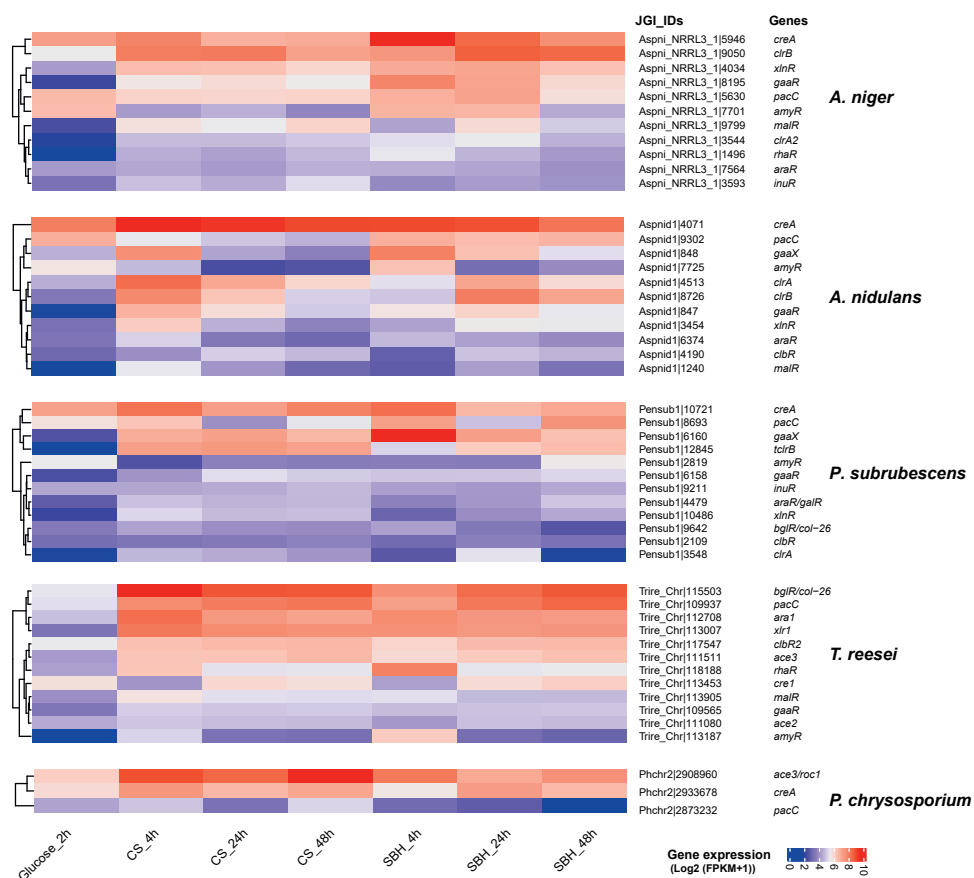 JGI_IDs Genes
Aspni_NRRL3_1|5946 creA
Aspni_NRRL3_1|9050 clrB
Aspni_NRRL3_1|4034 xlnR
Aspni_NRRL3_1|8195 gaaR
Aspni_NRRL3_1|5630 pacC
Aspni_NRRL3_1|7701 amyR
Aspni_NRRL3_1|9799 malR
Aspni_NRRL3_1|3544 clrA2
Aspni_NRRL3_1|1496 rhaR
Aspni_NRRL3_1|7564 araR
Aspni_NRRL3_1|3593 inuR
A. niger
Aspnid1|4071 creA
Aspnid1|9302 pacC
Aspnid1|848 gaaX
Aspnid1|7725 amyR
Aspnid1|4513 clrA
Aspnid1|8726 clrB
Aspnid1|847 gaaR
Aspnid1|3454 xlnR
Aspnid1|6374 araR
Aspnid1|4190 clbR
Aspnid1|1240 malR
A. nidulans
Pensub1|10721 creA
Pensub1|8693 pacC
Pensub1|6160 gaaX
Pensub1|12845 tclrB
Pensub1|2819 amyR
Pensub1|6158 gaaR
Pensub1|9211 inuR
Pensub1|4479 araR/galR
Pensub1|10486 xlnR
Pensub1|9642 bglR/col−26
Pensub1|2109 clbR
Pensub1|3548 clrA
P. subrubescens
Trire_Chr|115503 bglR/col−26
Trire_Chr|109937 pacC
Trire_Chr|112708 ara1
Trire_Chr|113007 xlr1
Trire_Chr|117547 clbR2
Trire_Chr|111511 ace3
Trire_Chr|118188 rhaR
Trire_Chr|113453 cre1
Trire_Chr|113905 malR
Trire_Chr|109565 gaaR
Trire_Chr|111080 ace2
Trire_Chr|113187 amyR
T. reesei
Phchr2|2908960 ace3/roc1
Phchr2|2933678 creA
Phchr2|2873232 pacC
P. chrysosporium
Glucose_2h CS_4h CS_24h CS_48h SBH_4h SBH_24h SBH_48h
Gene expression
(Log2 (FPKM+1))
0 2 4 6 8 10